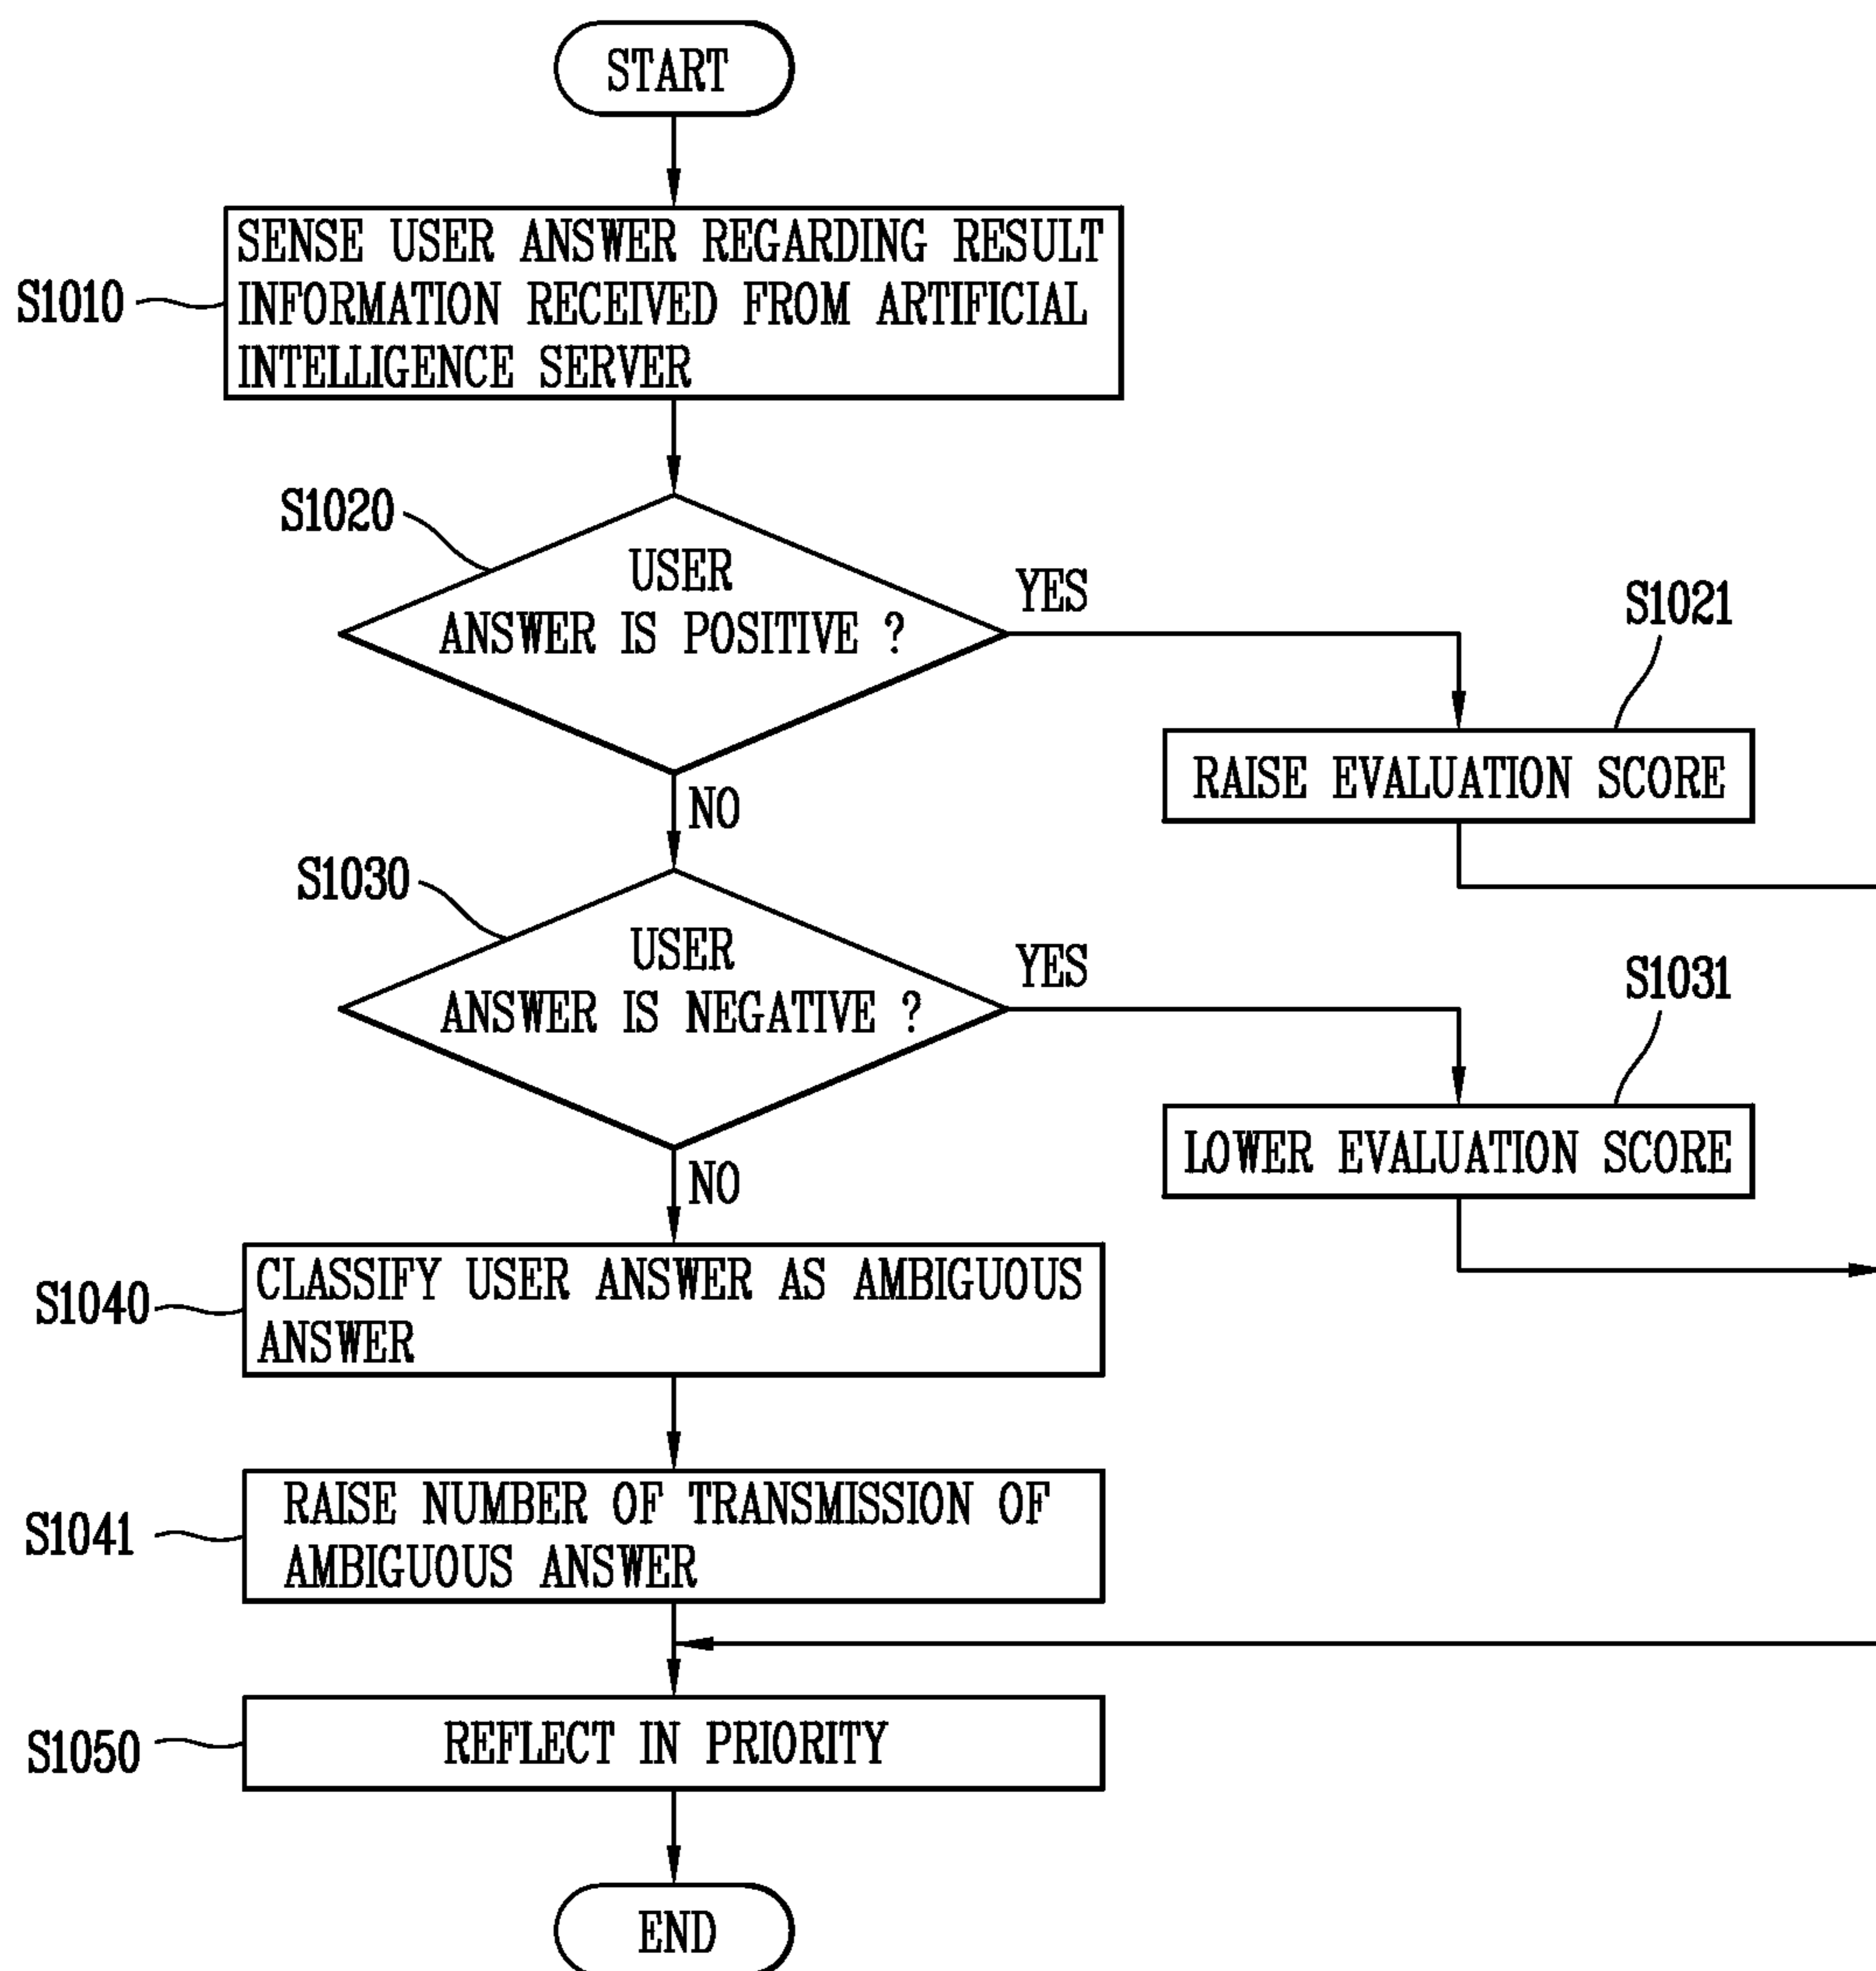 START
S1010
SENSE USER ANSWER REGARDING RESULT
INFORMATION RECEIVED FROM ARTIFICIAL
INTELLIGENCE SERVER
S1020
USER
ANSWER IS POSITIVE ?
YES
S1021
RAISE EVALUATION SCORE
NO
S1030
USER
ANSWER IS NEGATIVE ?
YES
S1031
LOWER EVALUATION SCORE
NO
S1040
CLASSIFY USER ANSWER AS AMBIGUOUS
ANSWER
S1041
RAISE NUMBER OF TRANSMISSION OF
AMBIGUOUS ANSWER
S1050
REFLECT IN PRIORITY
END